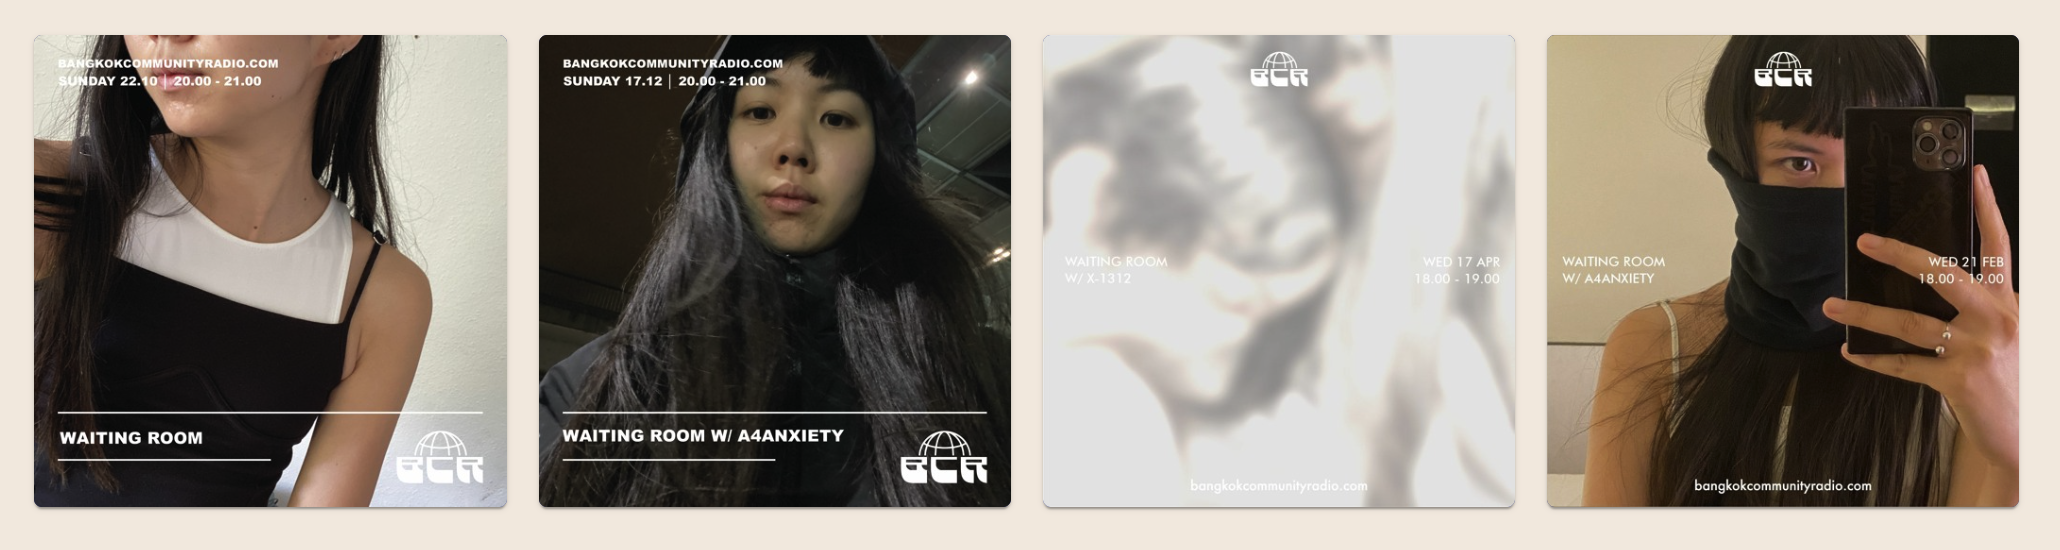 BANGKOKCOMMUNITYRADIO.COM
SUNDAY 22.10 | 20.00 - 21.00
WAITING ROOM
BCR
BANGKOKCOMMUNITYRADIO.COM
SUNDAY 17.12 | 20.00 - 21.00
WAITING ROOM W/ A4ANXIETY
BCR
BCR
WAITING ROOM
W/ X-1312
WED 17 APR
18.00 - 19.00
bangkokcommunityradio.com
BCR
WAITING ROOM
W/ A4ANXIETY
WED 21 FEB
18.00 - 19.00
bangkokcommunityradio.com